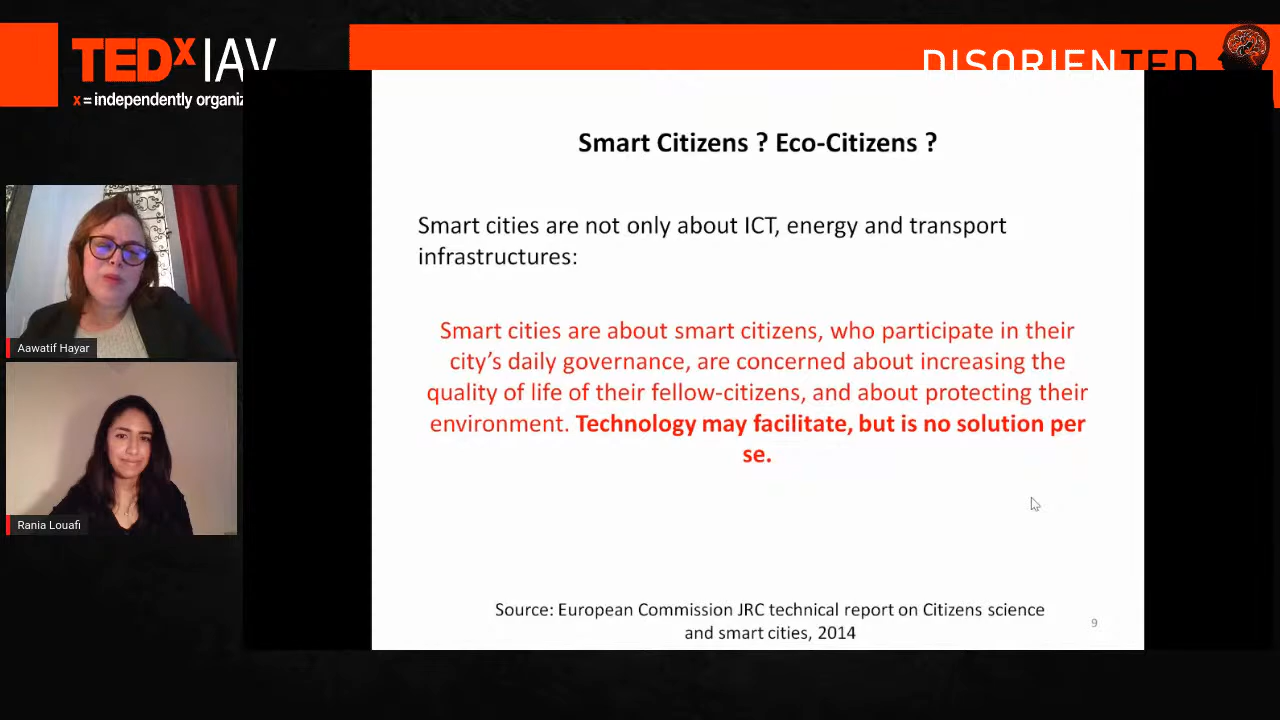 TEDx IAV
x = independently organiz
DISORIENTED
Smart Citizens ? Eco-Citizens ?
Smart cities are not only about ICT, energy and transport
infrastructures:
Smart cities are about smart citizens, who participate in their
city's daily governance, are concerned about increasing the
quality of life of their fellow-citizens, and about protecting their
environment. Technology may facilitate, but is no solution per
se.
Source: European Commission JRC technical report on Citizens science
and smart cities, 2014
9
Aawatif Hayar
Rania Louafi